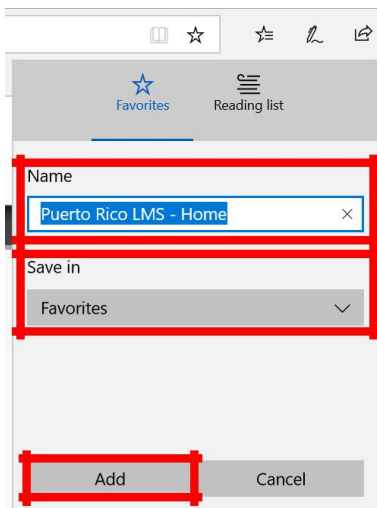 Favorites Reading list
Name
Puerto Rico LMS - Home
Save in
Favorites
Add Cancel